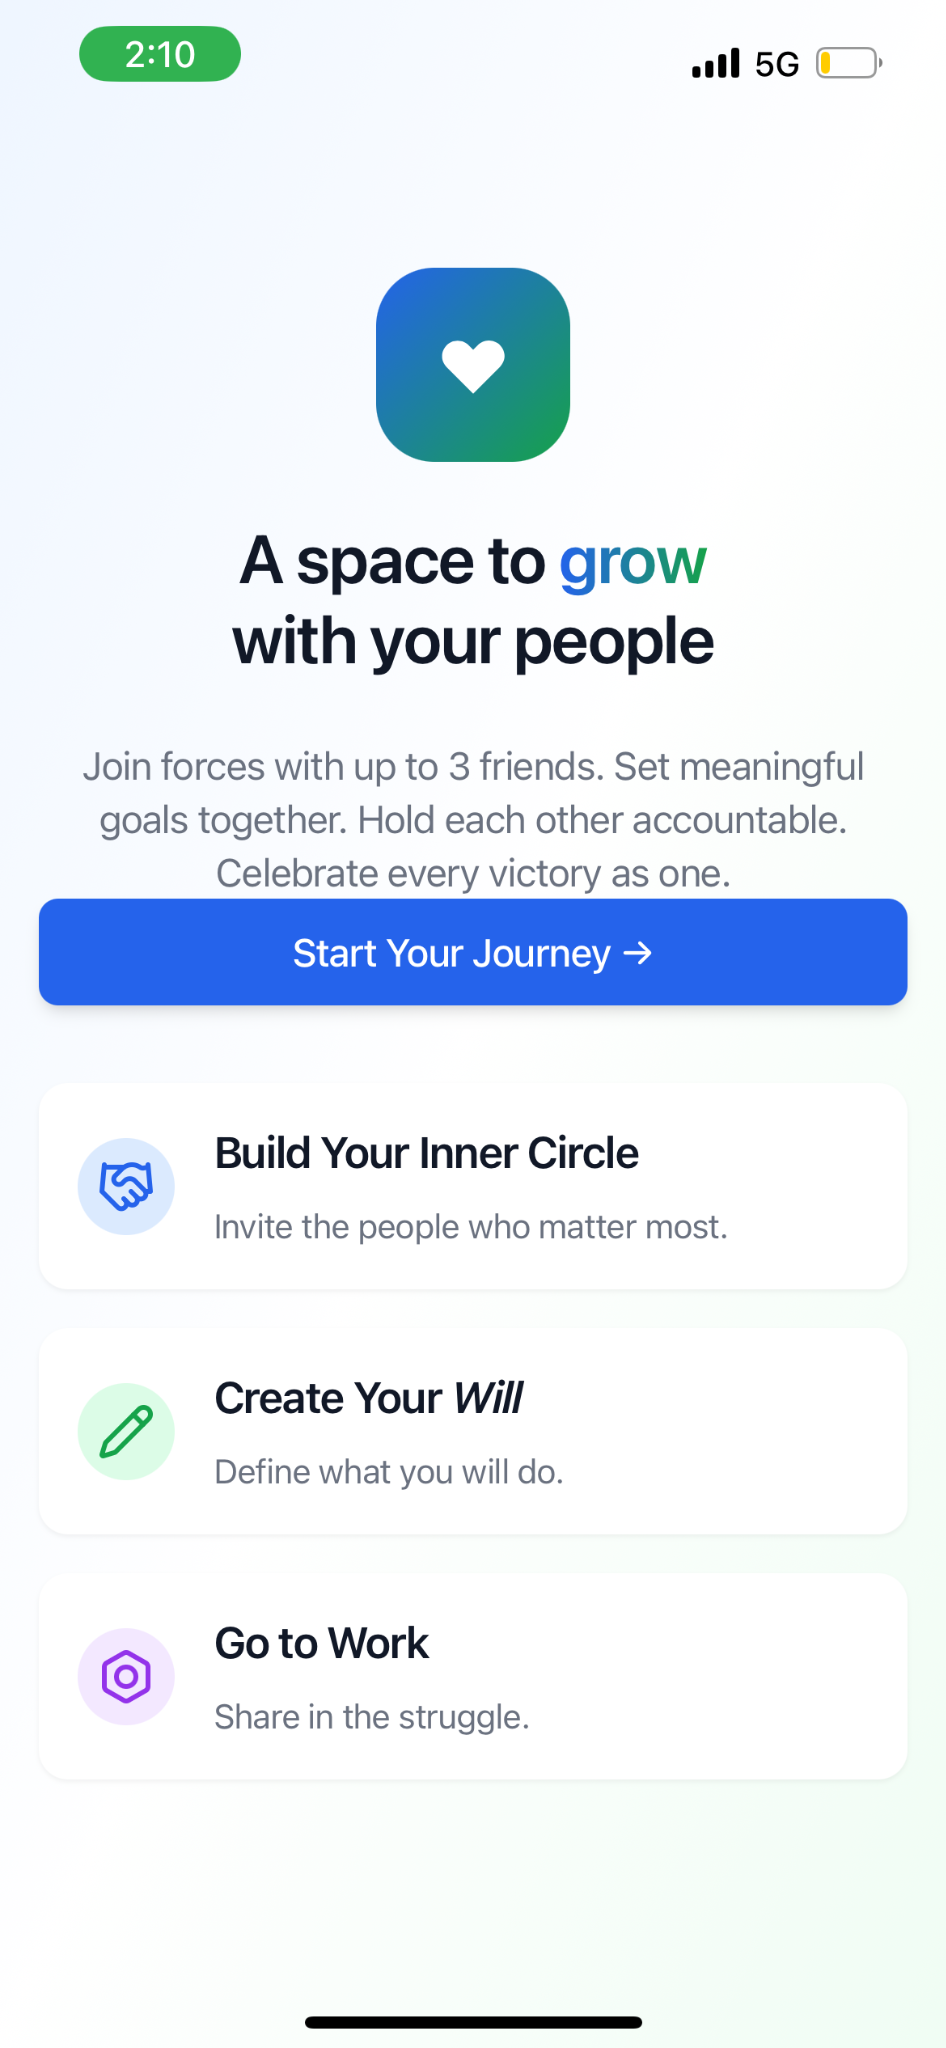 2:10
5G
A space to grow
with your people
Join forces with up to 3 friends. Set meaningful
goals together. Hold each other accountable.
Celebrate every victory as one.
Start Your Journey →
Build Your Inner Circle
Invite the people who matter most.
Create Your Will
Define what you will do.
Go to Work
Share in the struggle.